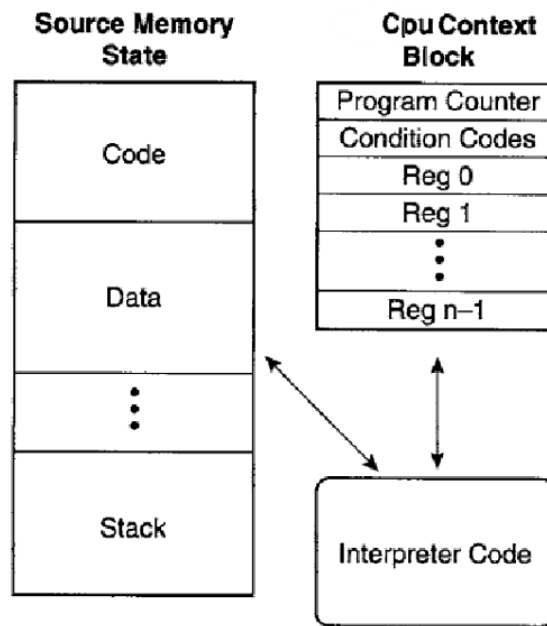 Source Memory
State
Code
Data
Stack
Cpu Context
Block
Program Counter
Condition Codes
Reg 0
Reg 1
Reg n–1
Interpreter Code